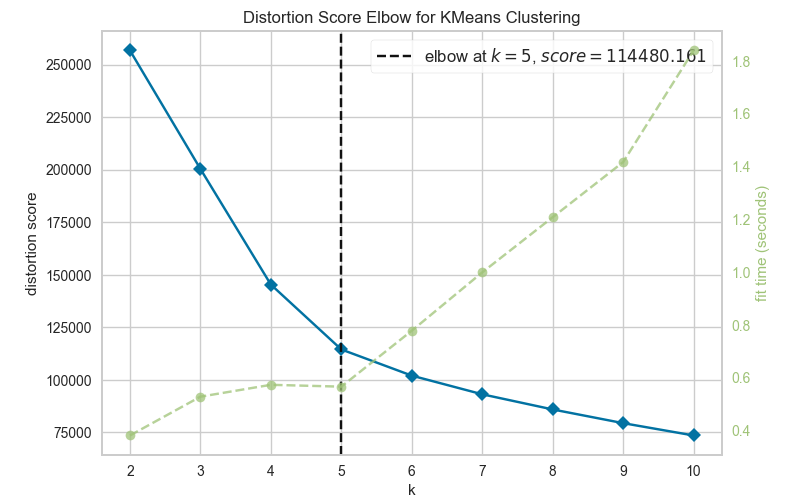 Distortion Score Elbow for KMeans Clustering
elbow at k = 5, score = 114480.161
250000
225000
200000
175000
150000
125000
100000
75000
distortion score
1.8
1.6
1.4
1.2
1.0
0.8
0.6
0.4
fit time (seconds)
2 3 4 5 6 7 8 9 10
k